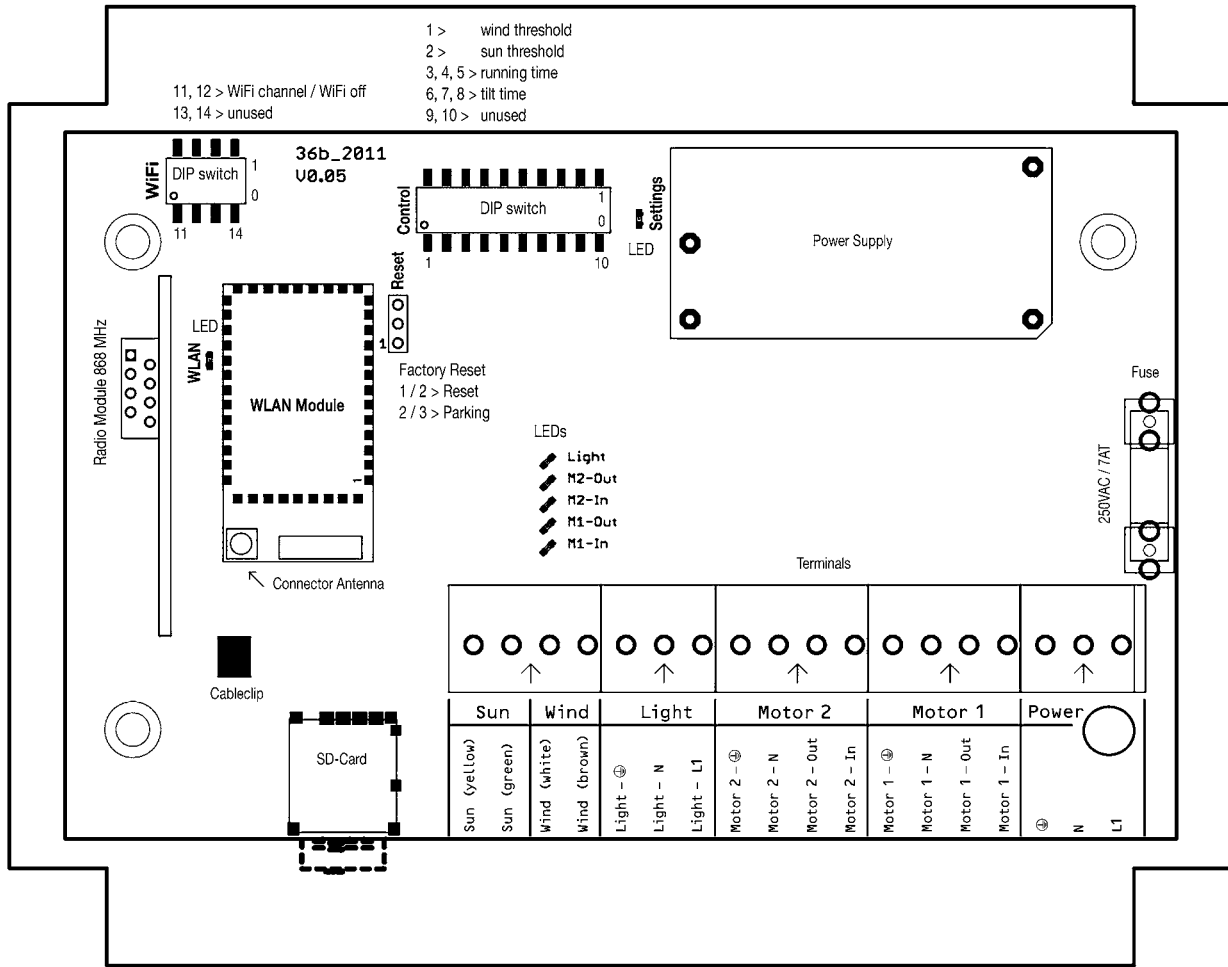 1 > wind threshold
2 > sun threshold
3, 4, 5 > running time
6, 7, 8 > tilt time
9, 10 > unused
11, 12 > WiFi channel / WiFi off
13, 14 > unused
WiFi
DIP switch
1
0
11
14
36b_2011
V0.05
Control
DIP switch
1
0
1
10
Settings
LED
Power Supply
Radio Module 868 MHz
LED
WLAN
WLAN Module
1
Reset
1
Factory Reset
1 / 2 > Reset
2 / 3 > Parking
LEDs
Light
M2-Out
M2-In
M1-Out
M1-In
Fuse
250VAC / 7AT
Connector Antenna
Cableclip
SD-Card
Terminals
Sun
Wind
Light
Motor 2
Motor 1
Power
Sun (yellow)
Sun (green)
Wind (white)
Wind (brown)
Light - ⏚
Light - N
Light - L1
Motor 2 - ⏚
Motor 2 - N
Motor 2 - Out
Motor 2 - In
Motor 1 - ⏚
Motor 1 - N
Motor 1 - Out
Motor 1 - In
⏚
N
L1